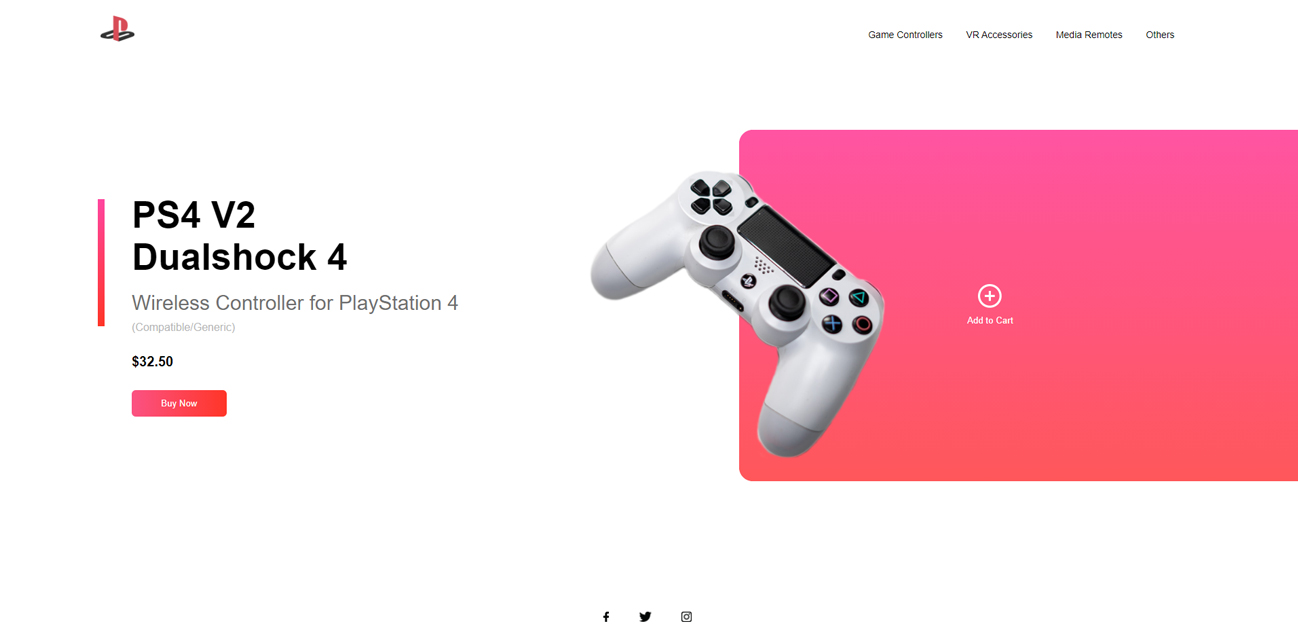 Game Controllers VR Accessories Media Remotes Others
PS4 V2
Dualshock 4
Wireless Controller for PlayStation 4
(Compatible/Generic)
$32.50
Buy Now
Add to Cart